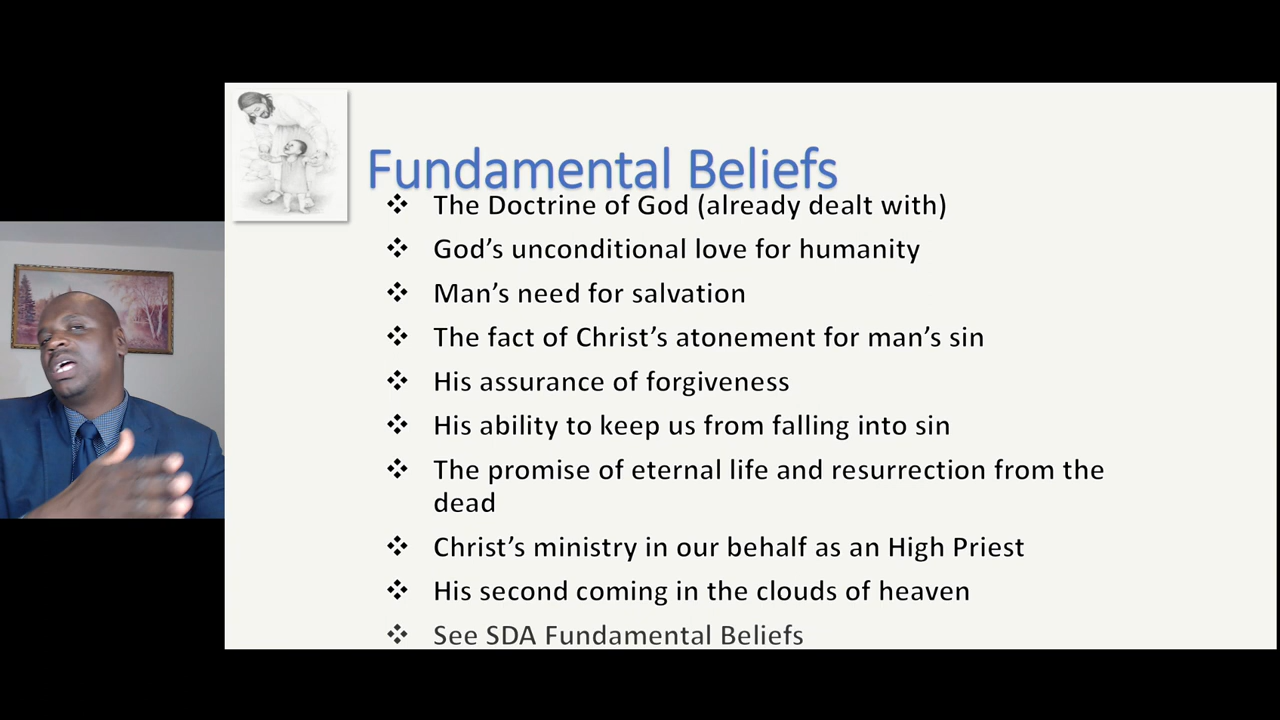 Fundamental Beliefs
❖ The Doctrine of God (already dealt with)
❖ God’s unconditional love for humanity
❖ Man’s need for salvation
❖ The fact of Christ’s atonement for man’s sin
❖ His assurance of forgiveness
❖ His ability to keep us from falling into sin
❖ The promise of eternal life and resurrection from the
dead
❖ Christ’s ministry in our behalf as an High Priest
❖ His second coming in the clouds of heaven
❖ See SDA Fundamental Beliefs